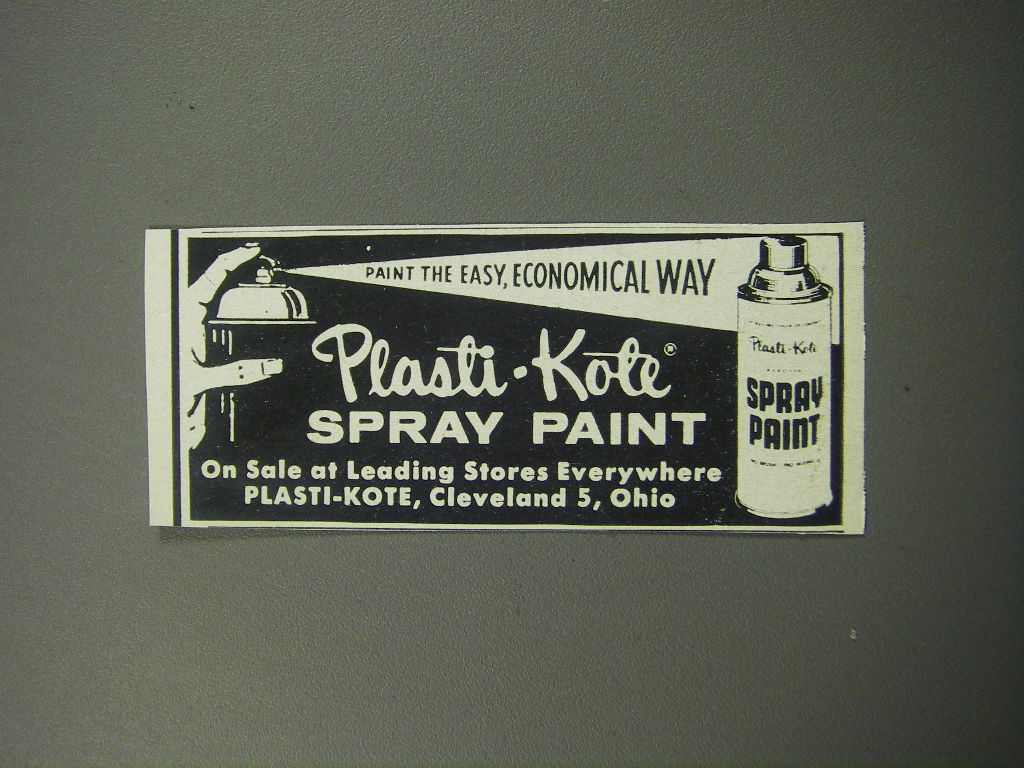 PAINT THE EASY, ECONOMICAL WAY
Plasti-Kote®
SPRAY PAINT
On Sale at Leading Stores Everywhere
PLASTI-KOTE, Cleveland 5, Ohio
Plasti-Kote
SPRAY
PAINT